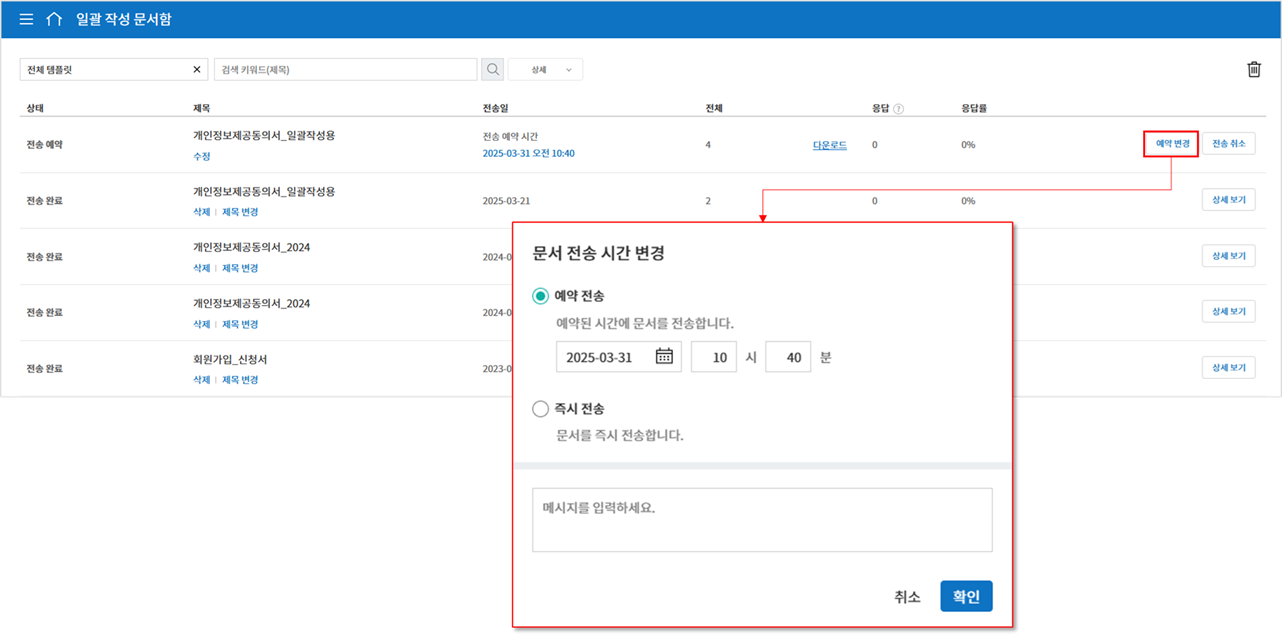 일괄 작성 문서함
전체 템플릿 검색 키워드(제목) 상세
상태 제목 전송일 전체 응답 응답률
전송 예약
개인정보제공동의서_일괄작성용
수정
전송 예약 시간
2025-03-31 오전 10:40
4 다운로드 0 0% 예약 변경 전송 취소
전송 완료
개인정보제공동의서_일괄작성용
삭제 | 제목 변경
2025-03-21 2 0 0% 상세 보기
전송 완료
개인정보제공동의서_2024
삭제 | 제목 변경
2024-0 상세 보기
전송 완료
개인정보제공동의서_2024
삭제 | 제목 변경
2024-0 상세 보기
전송 완료
회원가입_신청서
삭제 | 제목 변경
2023-0 상세 보기
문서 전송 시간 변경
예약 전송
예약된 시간에 문서를 전송합니다.
2025-03-31 10 시 40 분
즉시 전송
문서를 즉시 전송합니다.
메시지를 입력하세요.
취소 확인